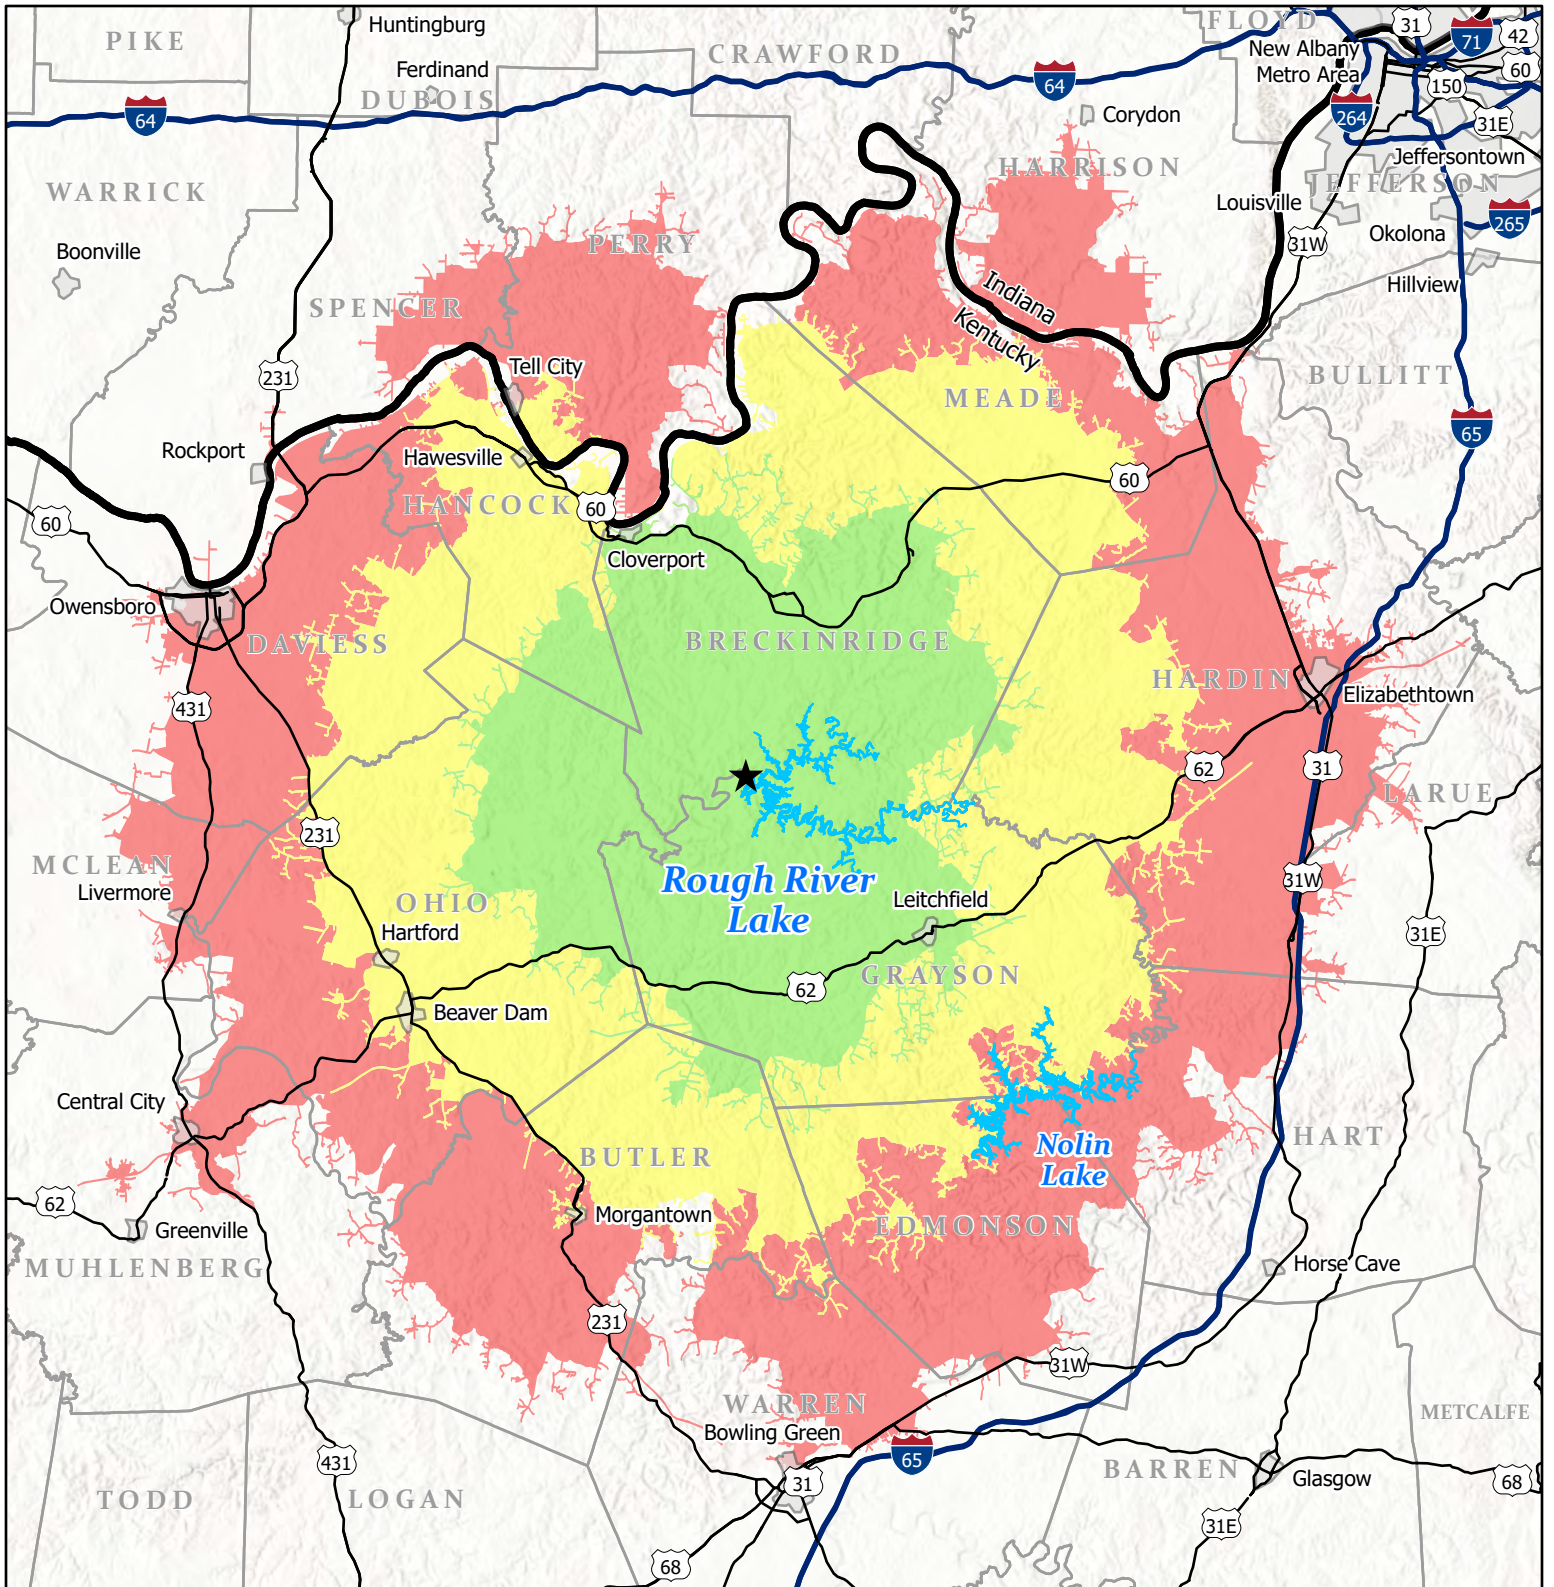 Huntingburg
PIKE
FLOYD
31
71
42
CRAWFORD
New Albany
Metro Area
Ferdinand
60
DUBOIS
64
150
64
Corydon
264
31E
Jeffersontown
HARRISON
WARRICK
JEFFERSON
Louisville
265
Okolona
PERRY
31W
Boonville
Hillview
SPENCER
Indiana
Kentucky
Tell City
231
BULLITT
MEADE
65
Rockport
Hawesville
60
HANCOCK
60
60
Cloverport
Owensboro
DAVIESS
BRECKINRIDGE
HARDIN
Elizabethtown
431
62
31
LARUE
231
MCLEAN
Livermore
Rough River
Lake
31W
Leitchfield
OHIO
Hartford
31E
GRAYSON
62
Beaver Dam
Central City
Nolin
Lake
HART
BUTLER
62
Morgantown
Greenville
EDMONSON
MUHLENBERG
Horse Cave
231
31W
WARREN
METCALFE
Bowling Green
65
431
BARREN
Glasgow
31
68
TODD
LOGAN
31E
68